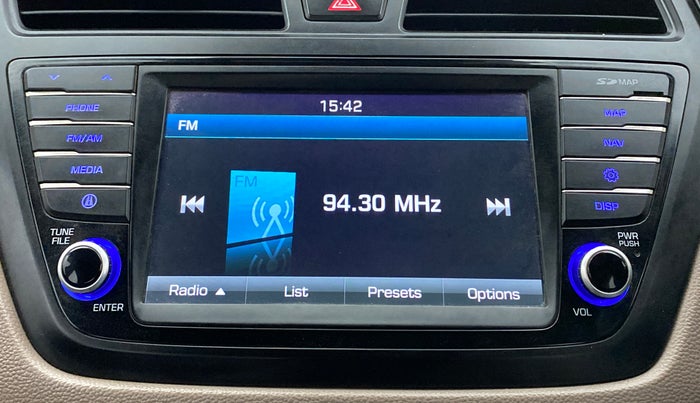 SD MAP
PHONE
FM/AM
MEDIA
TUNE
FILE
ENTER
15:42
FM
FM
94.30 MHz
Radio ▲ List Presets Options
MAP
NAV
DISP
PWR
PUSH
VOL